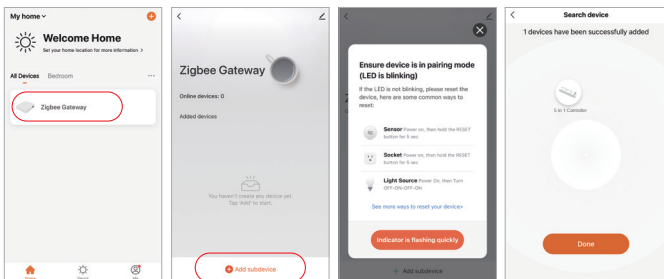 My home
Welcome Home
Set your home location for more information >
All Devices Bedroom ...
Zigbee Gateway
Home
Smart
Me
Zigbee Gateway
Online devices: 0
Added devices
You haven't create any device yet.
Tap 'Add' to start.
Add subdevice
Ensure device is in pairing mode
(LED is blinking)
If the LED is not blinking, please reset the
device, here are some common ways to
reset:
Sensor Power on, then hold the RESET
button for 5 sec
Socket Power on, then hold the RESET
button for 5 sec
Light Source Power On, then Turn
OFF-ON-OFF-ON
See more ways to reset your device>
Indicator is flashing quickly
+ Add subdevice
Search device
1 devices have been successfully added
5 in 1 Controller
Done